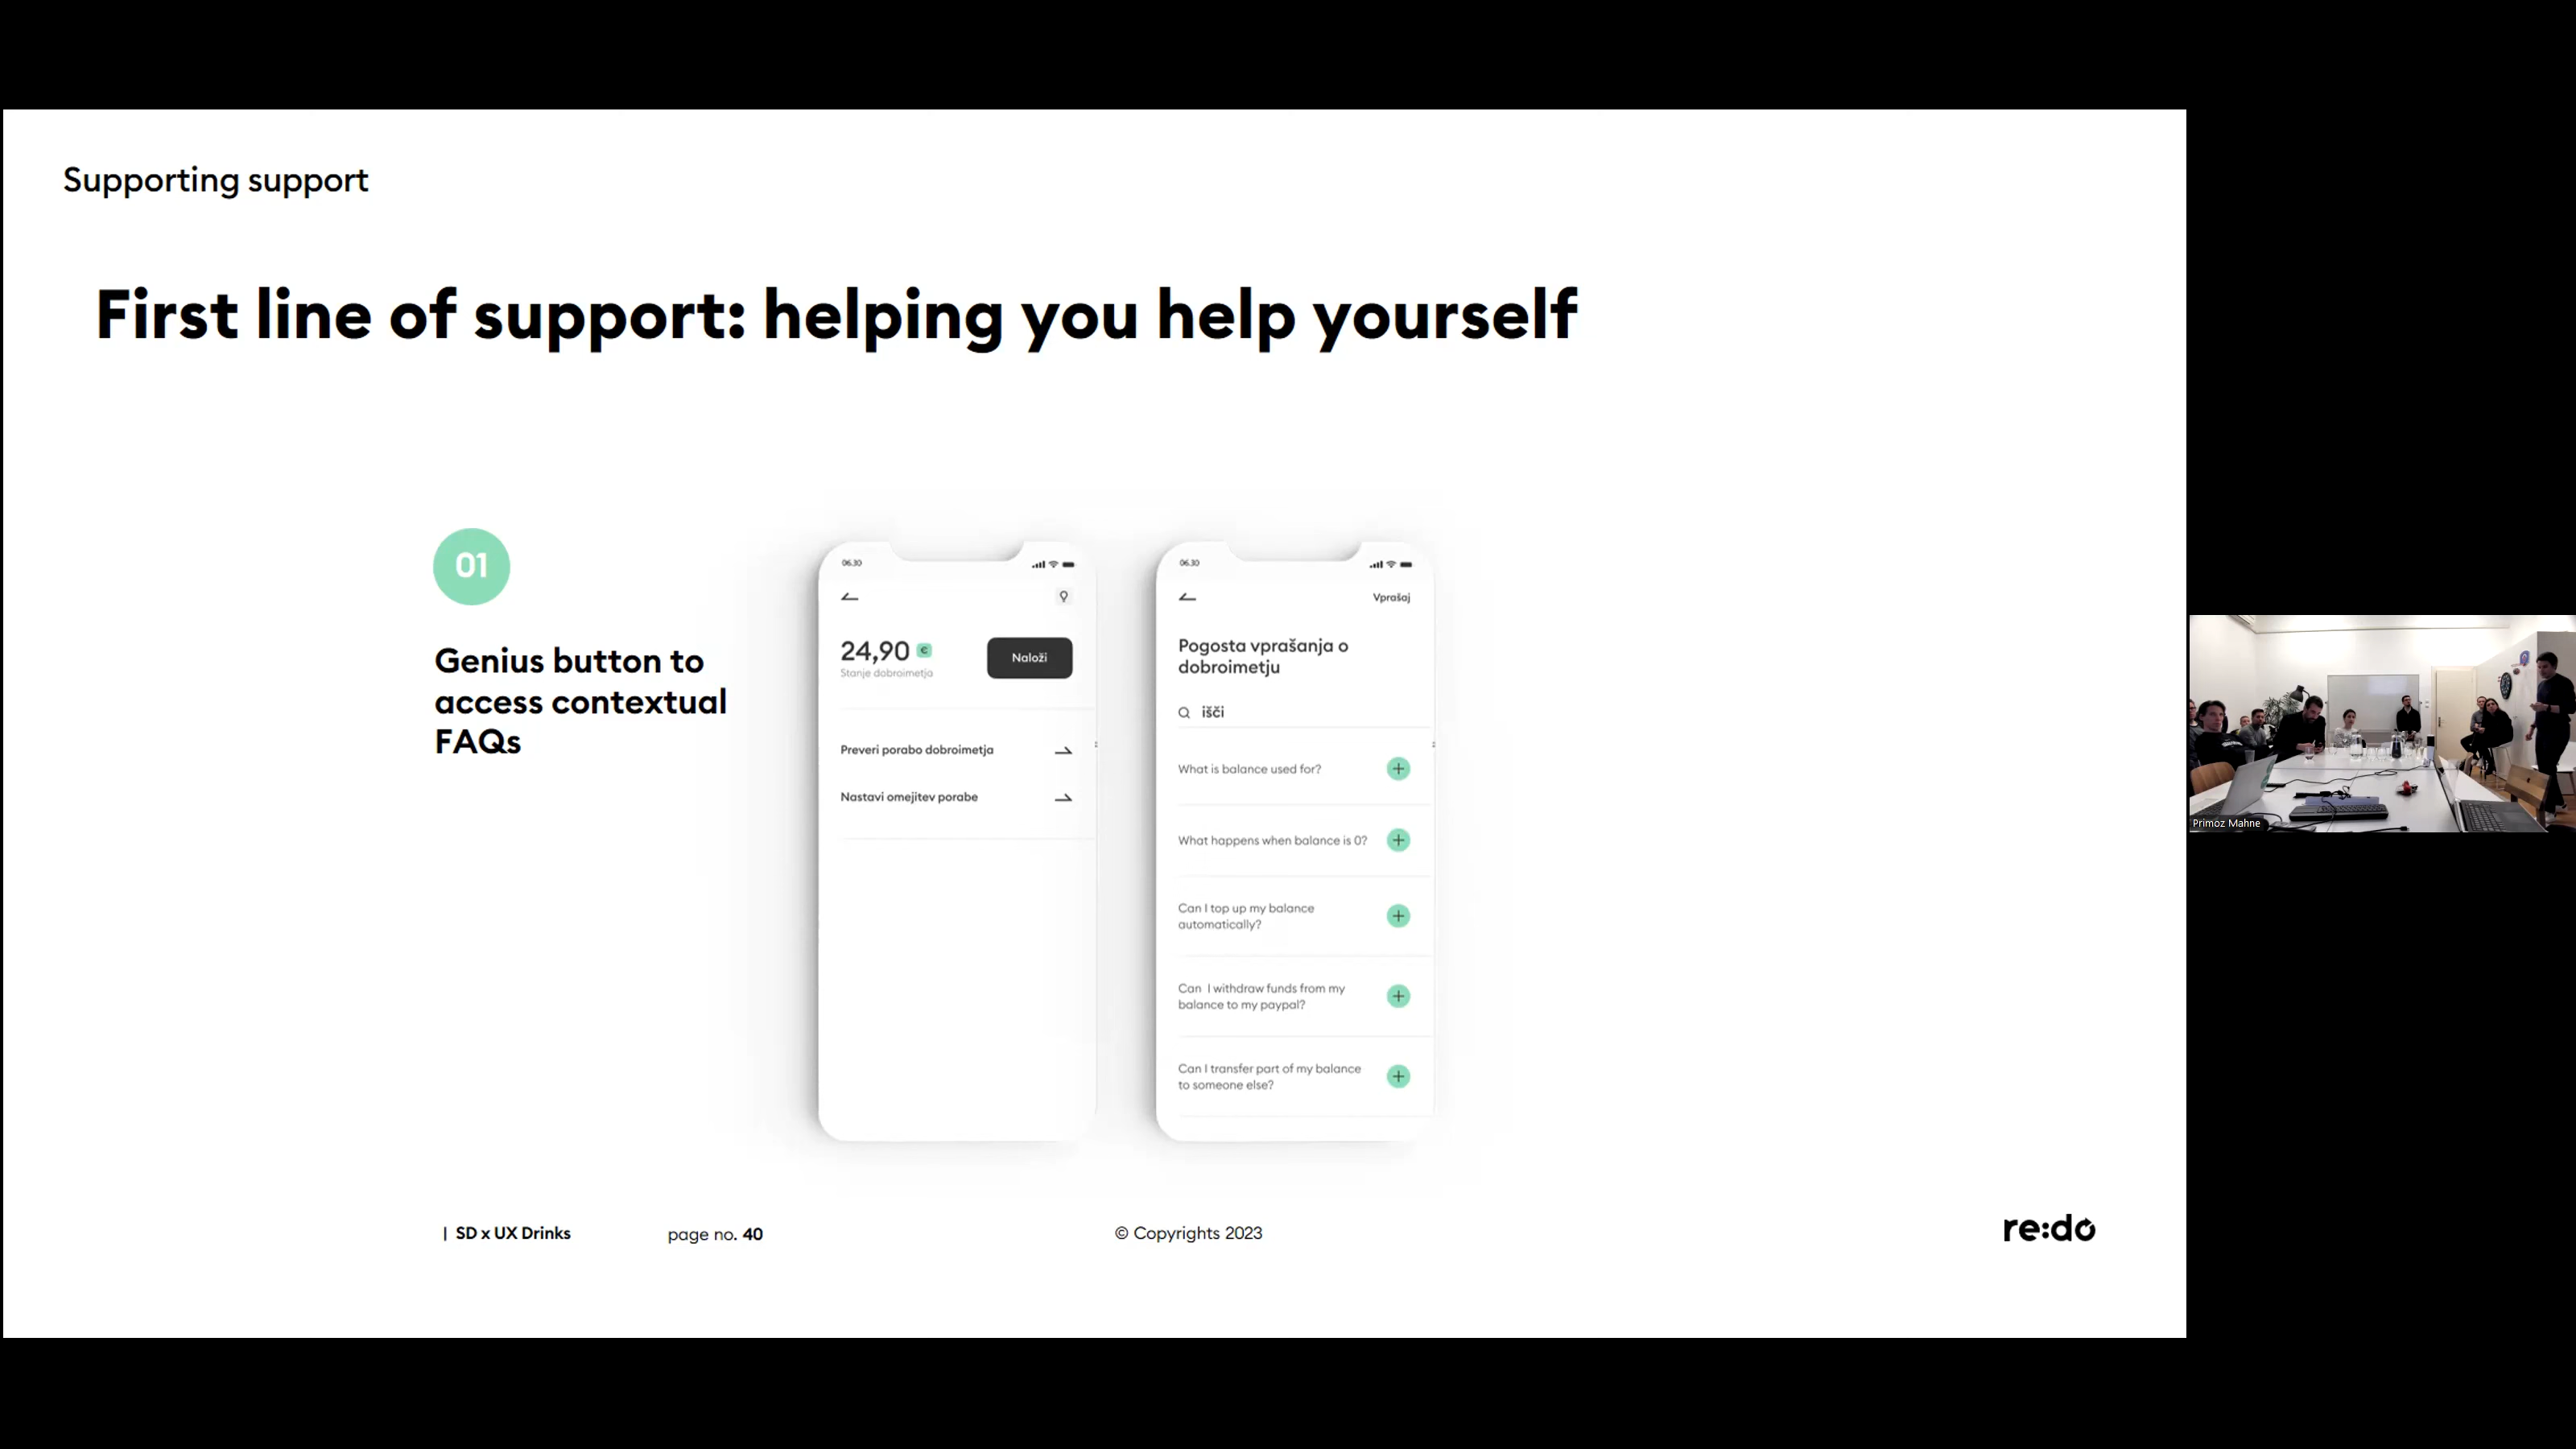 Supporting support
First line of support: helping you help yourself
01
Genius button to
access contextual
FAQs
06.30
24,90 €
Naloži
Stanje dobroimetja
Preveri porabo dobroimetja
Nastavi omejitev porabe
06.30
Vprašaj
Pogosta vprašanja o
dobroimetju
išči
What is balance used for?
What happens when balance is 0?
Can I top up my balance
automatically?
Can I withdraw funds from my
balance to my paypal?
Can I transfer part of my balance
to someone else?
Primoz Mahne
| SD x UX Drinks
page no. 40
© Copyrights 2023
re:do